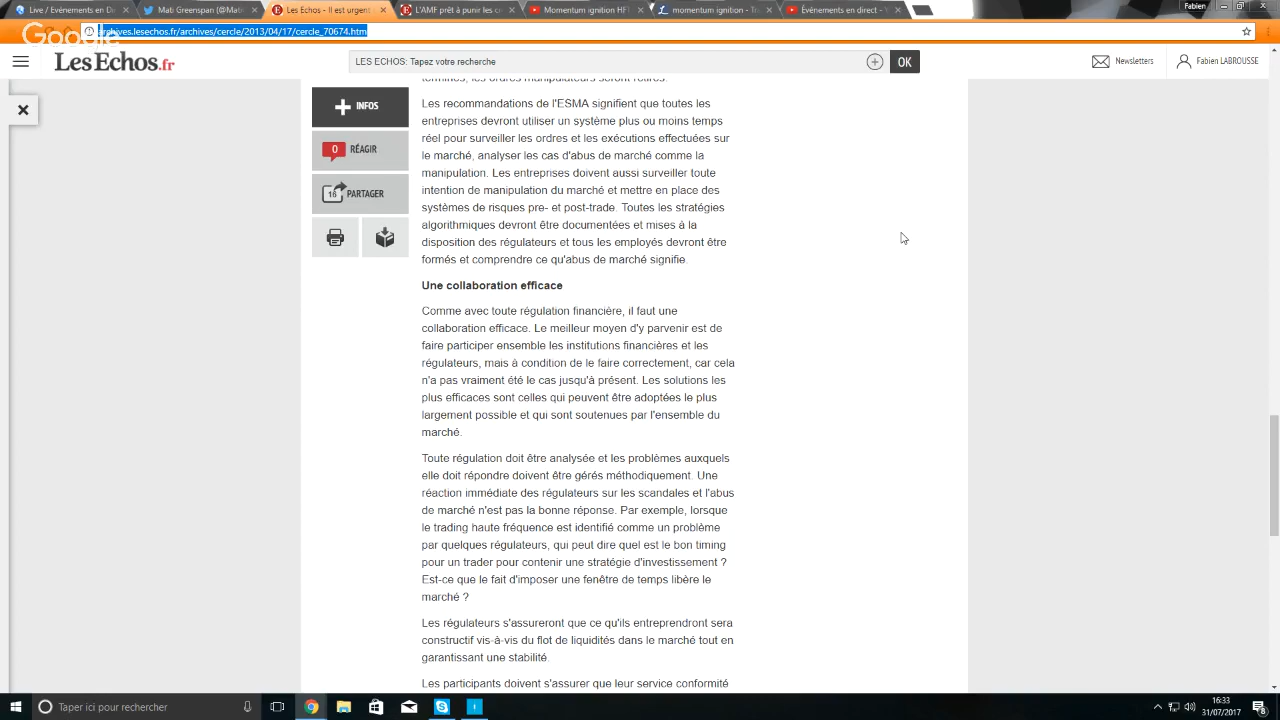 Live / Évènements en Di
Mati Greenspan (@Mati
Les Echos - Il est urgent
L'AMF prêt à punir les cr
Momentum ignition HFT
momentum ignition - Tr
Évènements en direct - Y
Fabien
Google
archives.lesechos.fr/archives/cercle/2013/04/17/cercle_70674.htm
LesEchos.fr
LES ECHOS: Tapez votre recherche
OK
Newsletters
Fabien LABROUSSE
INFOS
0 RÉAGIR
16 PARTAGER
terminés, les ordres manipulateurs seront retirés.
Les recommandations de l'ESMA signifient que toutes les
entreprises devront utiliser un système plus ou moins temps
réel pour surveiller les ordres et les exécutions effectuées sur
le marché, analyser les cas d'abus de marché comme la
manipulation. Les entreprises doivent aussi surveiller toute
intention de manipulation du marché et mettre en place des
systèmes de risques pre- et post-trade. Toutes les stratégies
algorithmiques devront être documentées et mises à la
disposition des régulateurs et tous les employés devront être
formés et comprendre ce qu'abus de marché signifie.
Une collaboration efficace
Comme avec toute régulation financière, il faut une
collaboration efficace. Le meilleur moyen d'y parvenir est de
faire participer ensemble les institutions financières et les
régulateurs, mais à condition de le faire correctement, car cela
n'a pas vraiment été le cas jusqu'à présent. Les solutions les
plus efficaces sont celles qui peuvent être adoptées le plus
largement possible et qui sont soutenues par l'ensemble du
marché.
Toute régulation doit être analysée et les problèmes auxquels
elle doit répondre doivent être gérés méthodiquement. Une
réaction immédiate des régulateurs sur les scandales et l'abus
de marché n'est pas la bonne réponse. Par exemple, lorsque
le trading haute fréquence est identifié comme un problème
par quelques régulateurs, qui peut dire quel est le bon timing
pour un trader pour contenir une stratégie d'investissement ?
Est-ce que le fait d'imposer une fenêtre de temps libère le
marché ?
Les régulateurs s'assureront que ce qu'ils entreprendront sera
constructif vis-à-vis du flot de liquidités dans le marché tout en
garantissant une stabilité.
Les participants doivent s'assurer que leur service conformité
Taper ici pour rechercher
16:33
31/07/2017
8